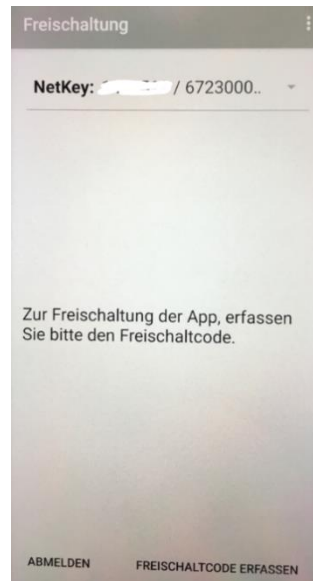 Freischaltung
NetKey: / 6723000..
Zur Freischaltung der App, erfassen
Sie bitte den Freischaltcode.
ABMELDEN FREISCHALTCODE ERFASSEN